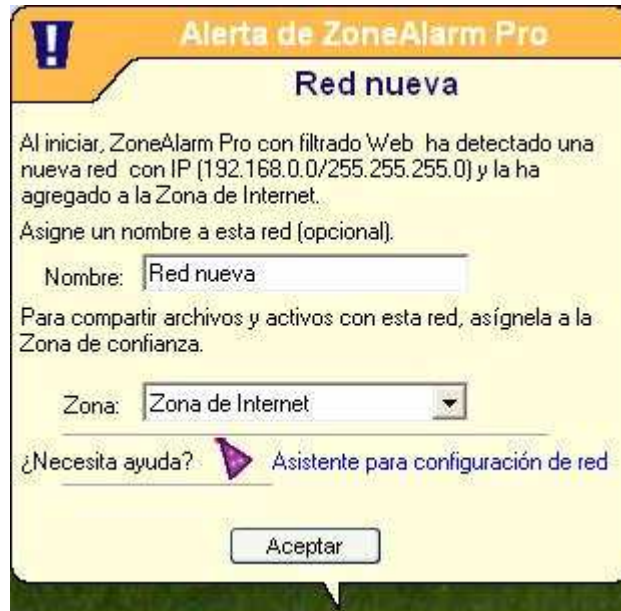 Alerta de ZoneAlarm Pro
Red nueva
Al iniciar, ZoneAlarm Pro con filtrado Web ha detectado una
nueva red con IP (192.168.0.0/255.255.255.0) y la ha
agregado a la Zona de Internet.
Asigne un nombre a esta red (opcional).
Nombre: Red nueva
Para compartir archivos y activos con esta red, asígnela a la
Zona de confianza.
Zona: Zona de Internet
¿Necesita ayuda? Asistente para configuración de red
Aceptar